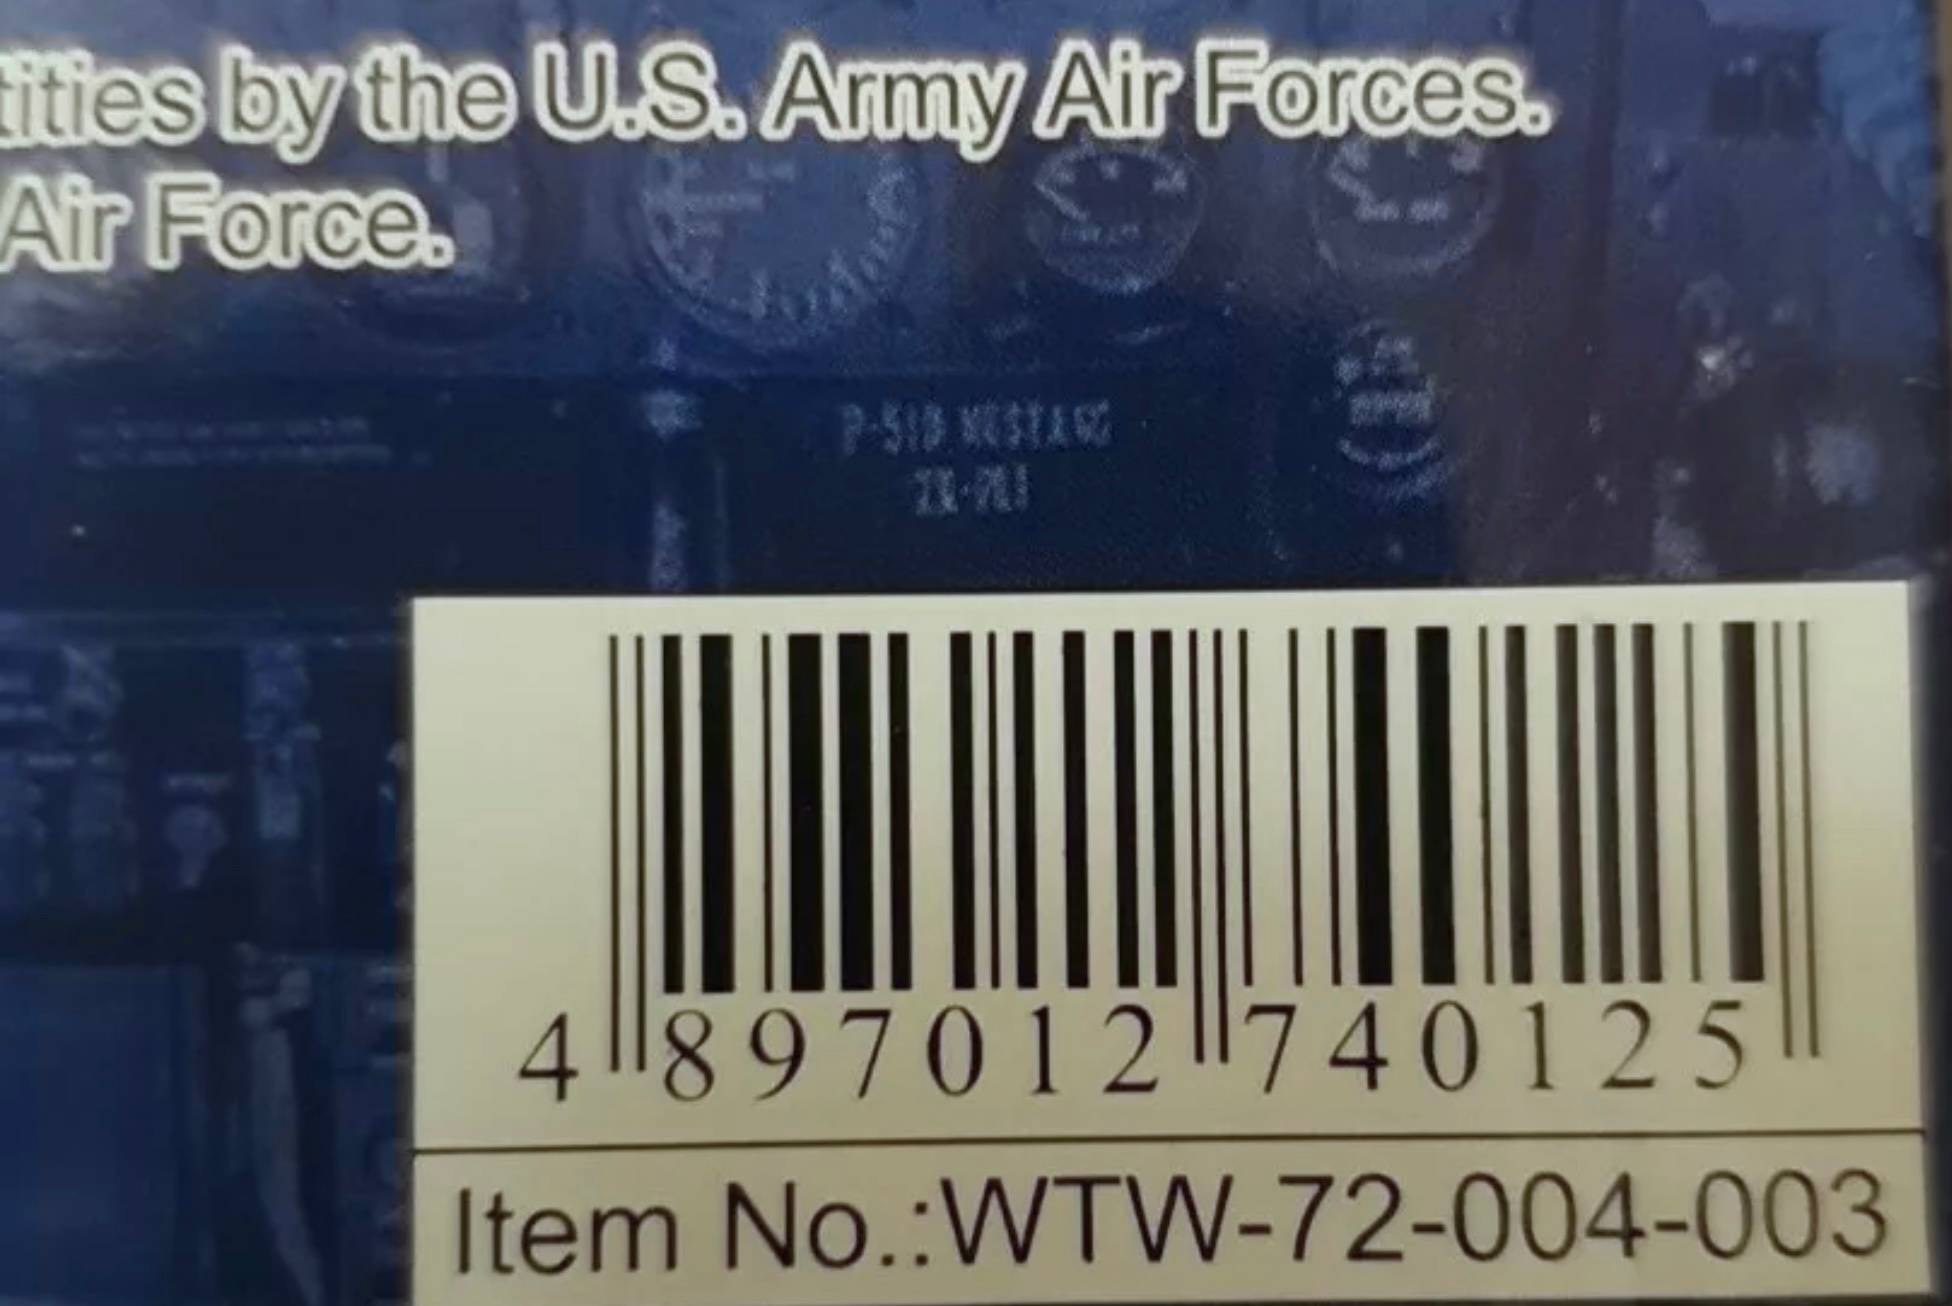 tities by the U.S. Army Air Forces.
Air Force.
P-51D MUSTANG
4 897012 740125
Item No.:WTW-72-004-003